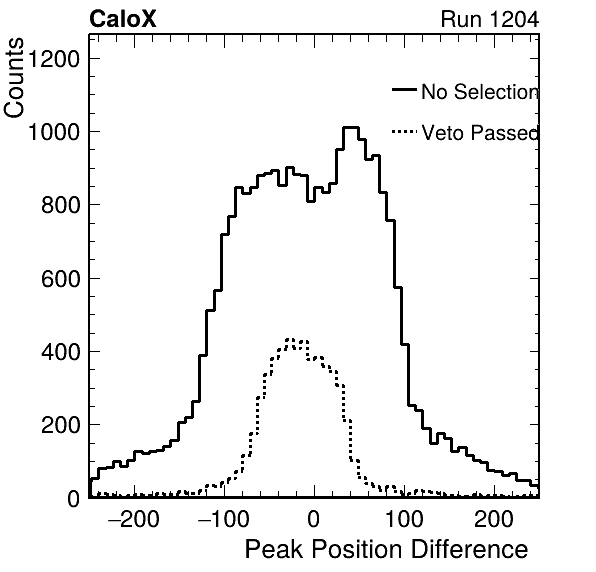 CaloX
Run 1204
Counts
1200
1000
800
600
400
200
0
No Selection
Veto Passed
−200
−100
0
100
200
Peak Position Difference